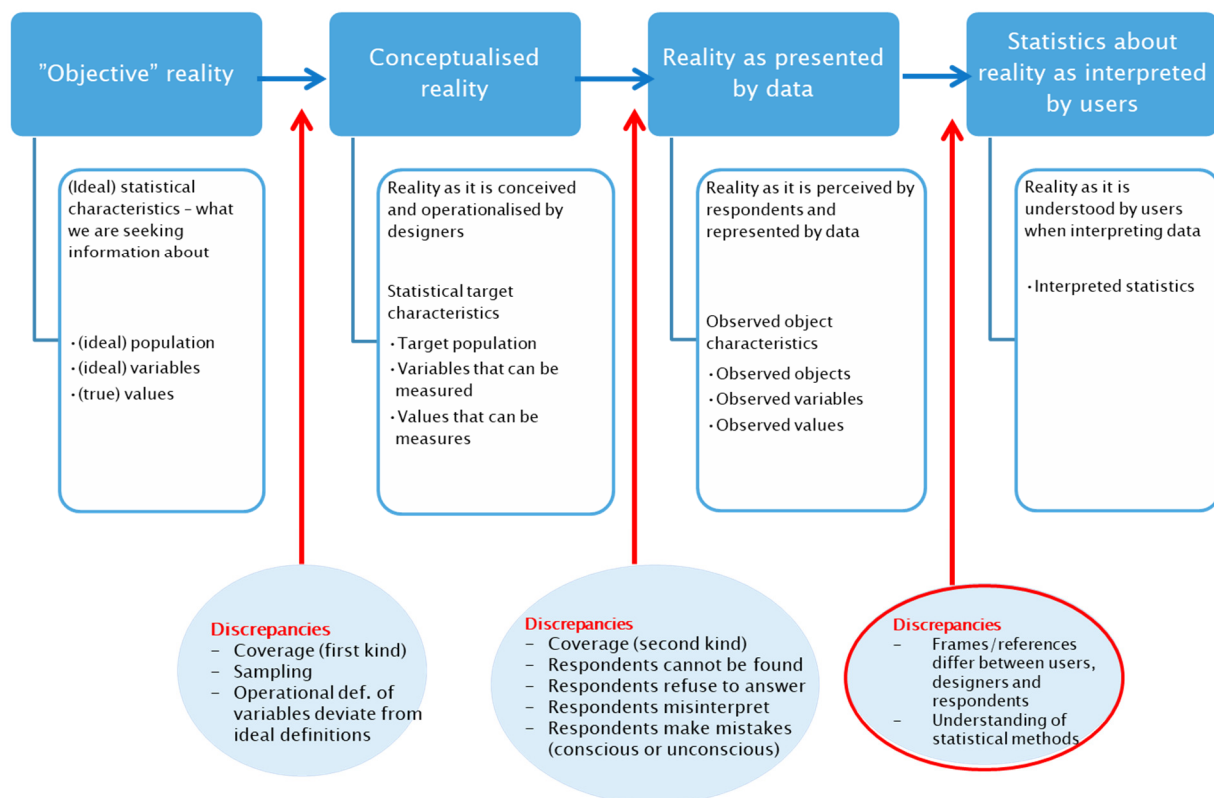 "Objective" reality
Conceptualised
reality
Reality as presented
by data
Statistics about
reality as interpreted
by users
(Ideal) statistical
characteristics – what
we are seeking
information about
•(ideal) population
•(ideal) variables
•(true) values
Reality as it is conceived
and operationalised by
designers
Statistical target
characteristics
•Target population
•Variables that can be
measured
•Values that can be
measures
Reality as it is perceived by
respondents and
represented by data
Observed object
characteristics
•Observed objects
•Observed variables
•Observed values
Reality as it is
understood by users
when interpreting data
•Interpreted statistics
Discrepancies
– Coverage (first kind)
– Sampling
– Operational def. of
variables deviate from
ideal definitions
Discrepancies
– Coverage (second kind)
– Respondents cannot be found
– Respondents refuse to answer
– Respondents misinterpret
– Respondents make mistakes
(conscious or unconscious)
Discrepancies
– Frames/references
differ between users,
designers and
respondents
– Understanding of
statistical methods